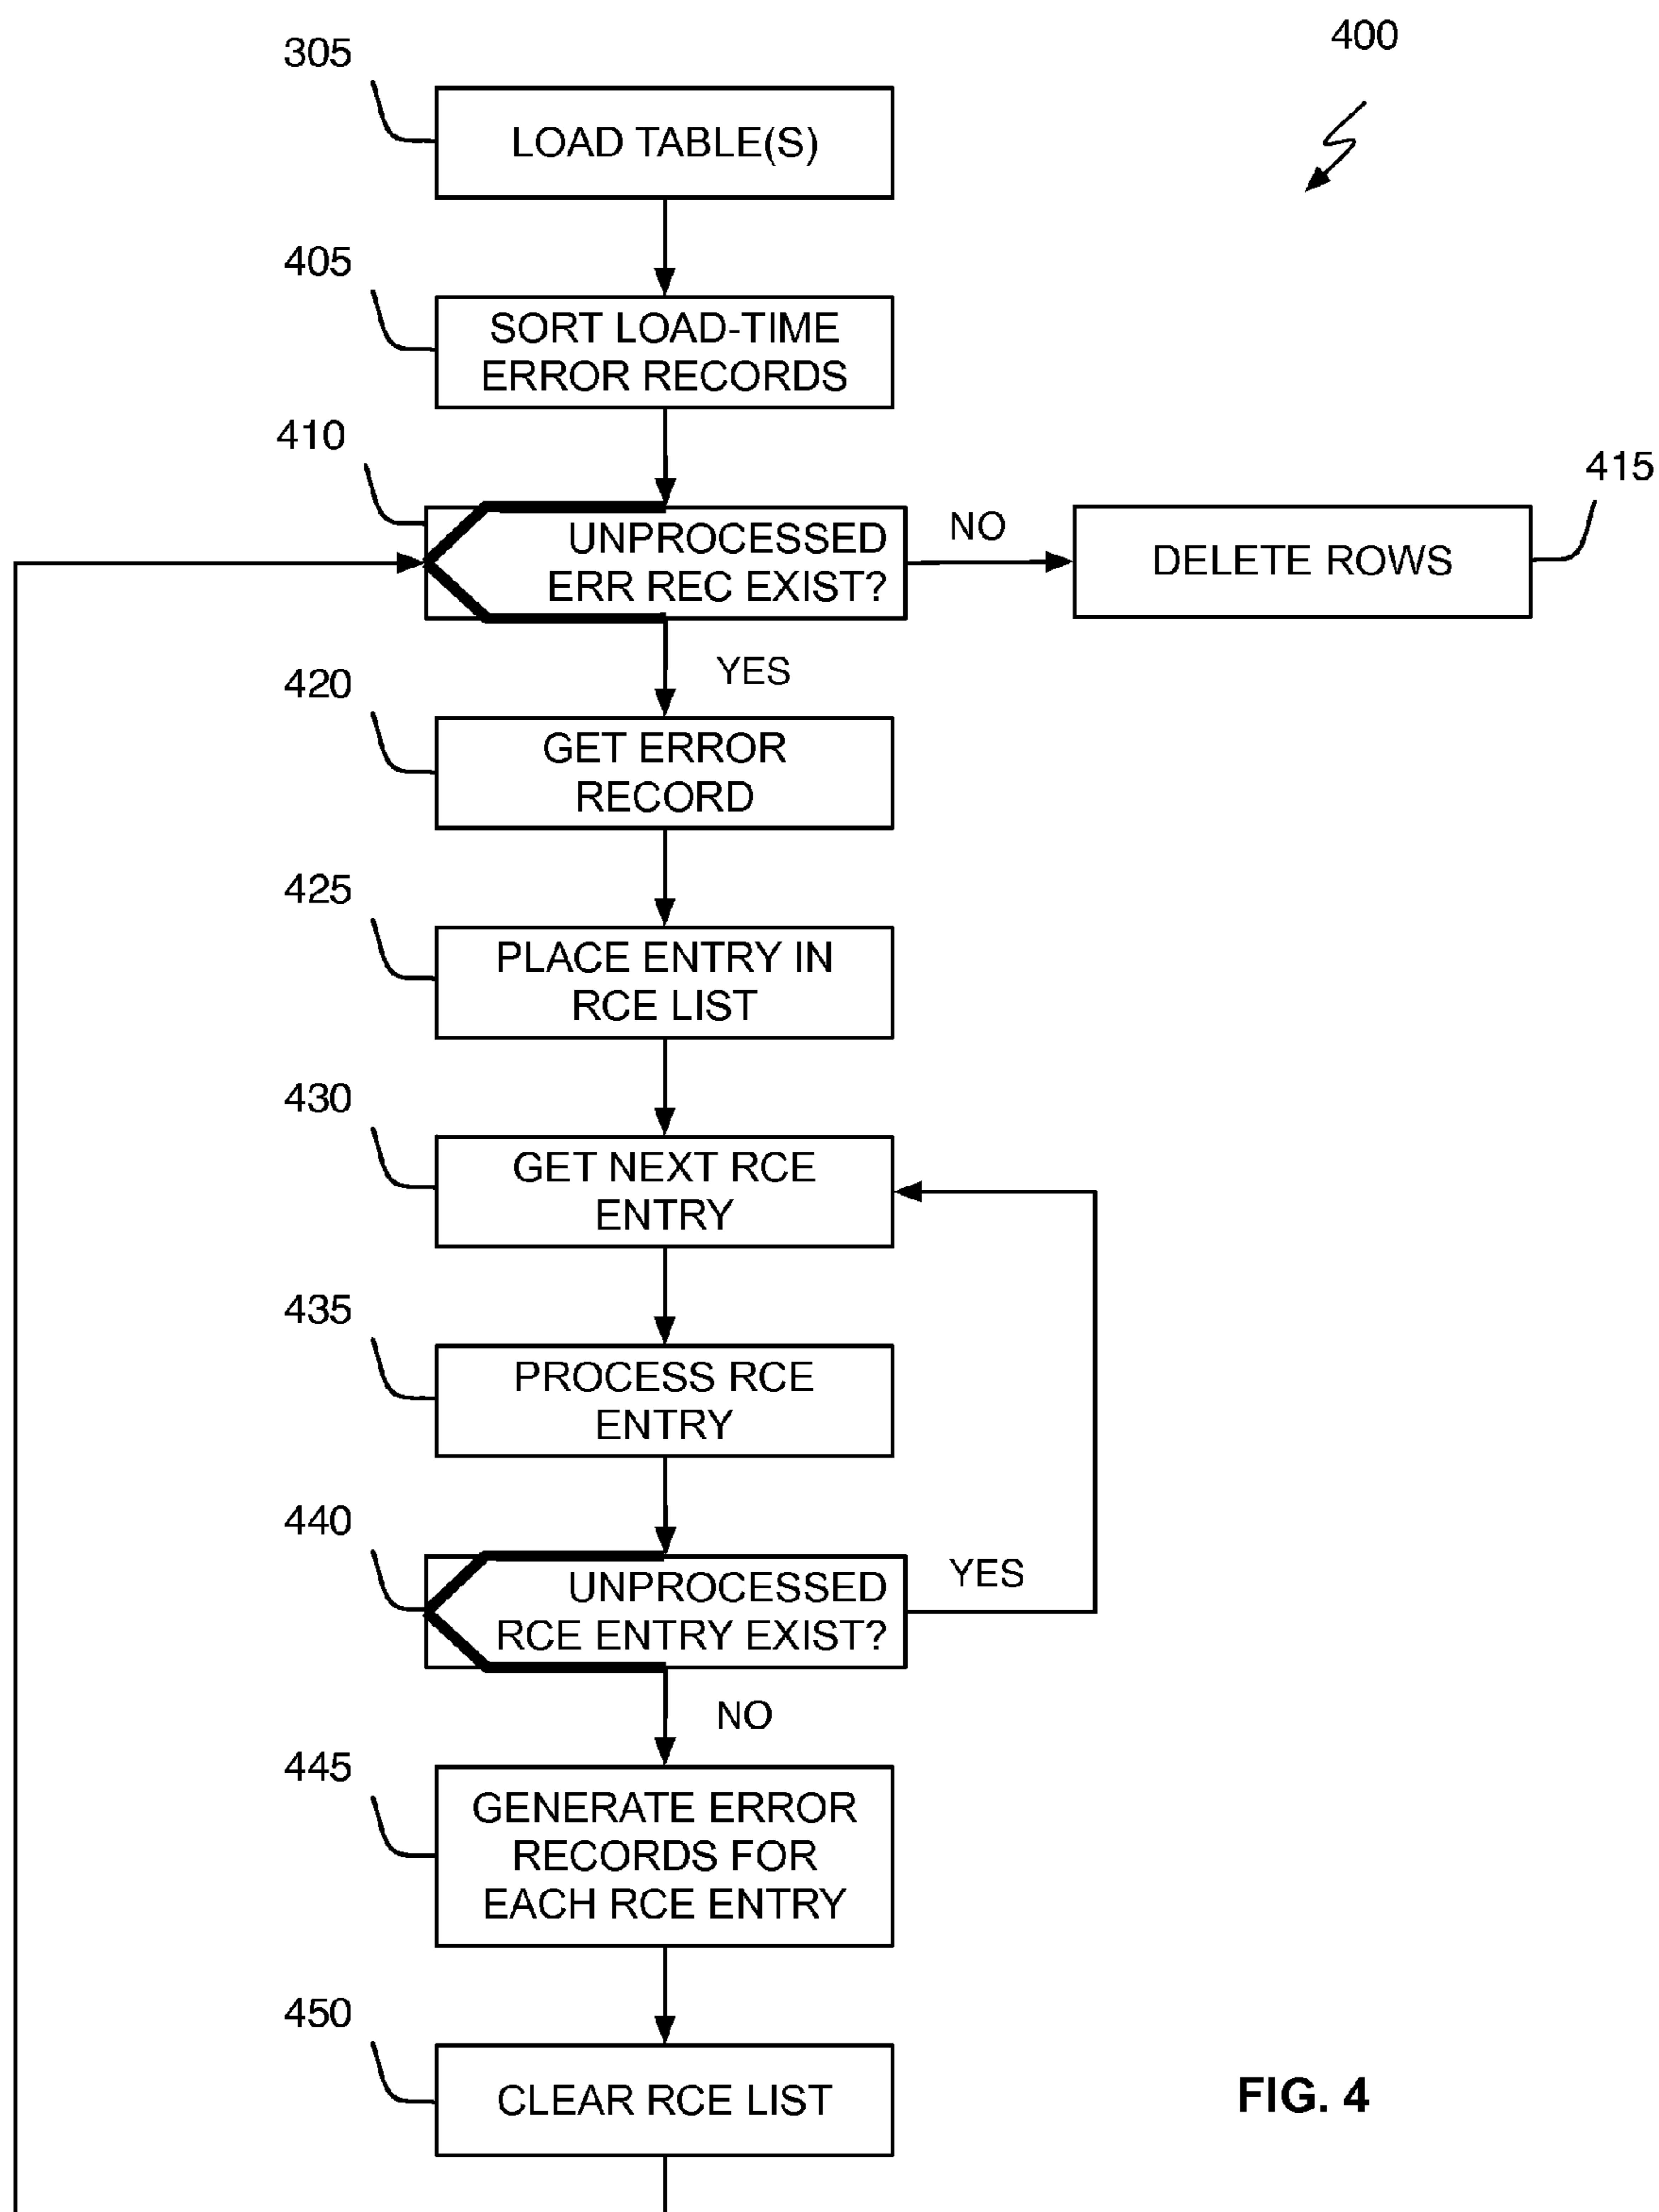 400
305
LOAD TABLE(S)
405
SORT LOAD-TIME
ERROR RECORDS
410
UNPROCESSED
ERR REC EXIST?
NO
415
DELETE ROWS
YES
420
GET ERROR
RECORD
425
PLACE ENTRY IN
RCE LIST
430
GET NEXT RCE
ENTRY
435
PROCESS RCE
ENTRY
440
UNPROCESSED
RCE ENTRY EXIST?
YES
NO
445
GENERATE ERROR
RECORDS FOR
EACH RCE ENTRY
450
CLEAR RCE LIST
FIG. 4